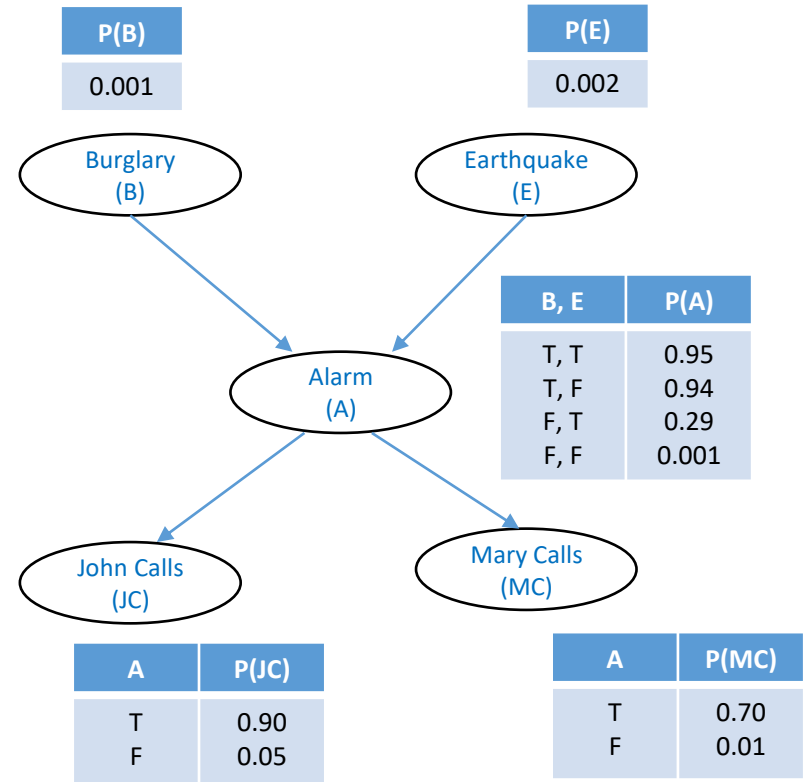 P(B)
0.001
P(E)
0.002
Burglary
(B)
Earthquake
(E)
B, E P(A)
T, T 0.95
T, F 0.94
F, T 0.29
F, F 0.001
Alarm
(A)
John Calls
(JC)
Mary Calls
(MC)
A P(JC)
T 0.90
F 0.05
A P(MC)
T 0.70
F 0.01